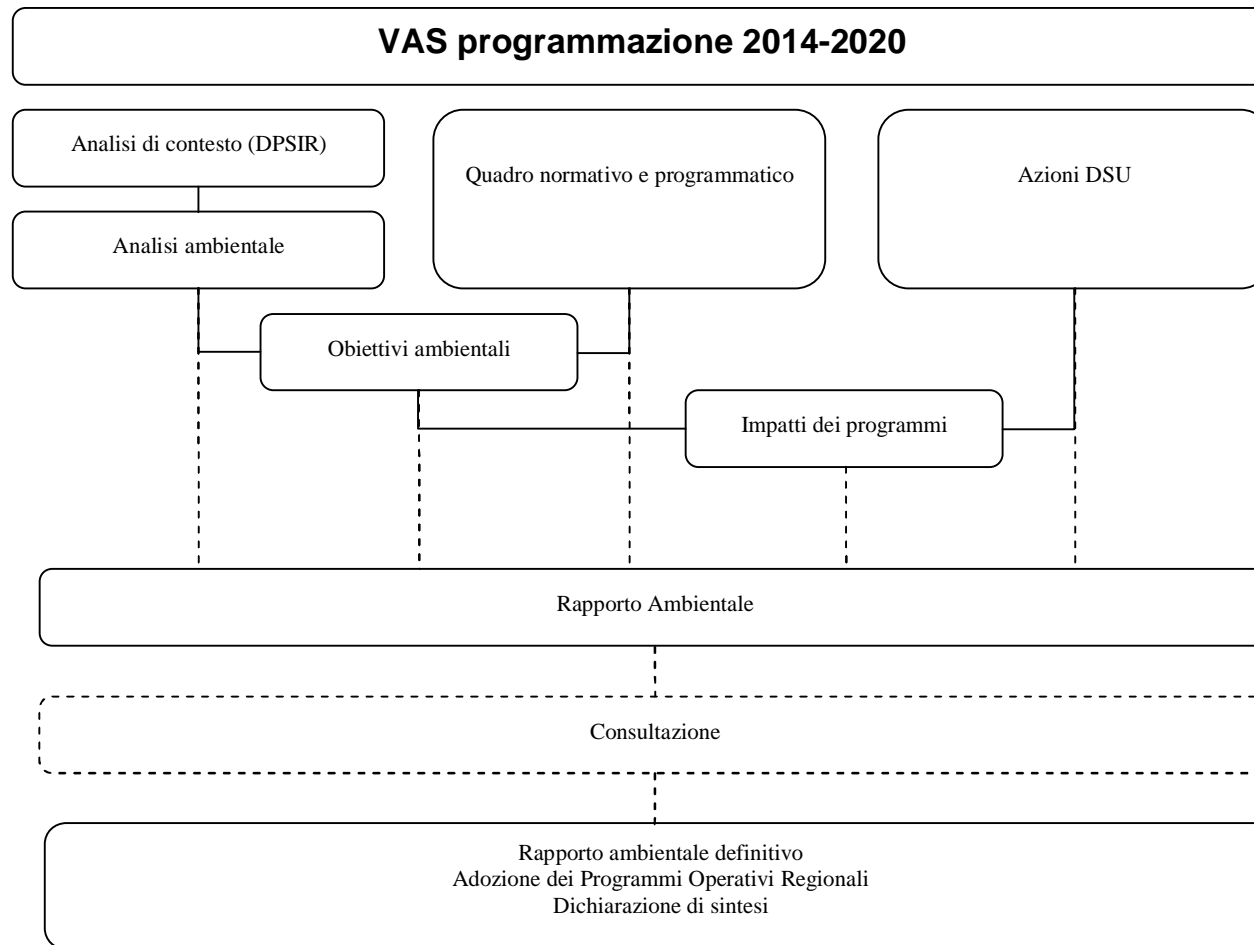 VAS programmazione 2014-2020
Analisi di contesto (DPSIR)
Quadro normativo e programmatico
Azioni DSU
Analisi ambientale
Obiettivi ambientali
Impatti dei programmi
Rapporto Ambientale
Consultazione
Rapporto ambientale definitivo
Adozione dei Programmi Operativi Regionali
Dichiarazione di sintesi